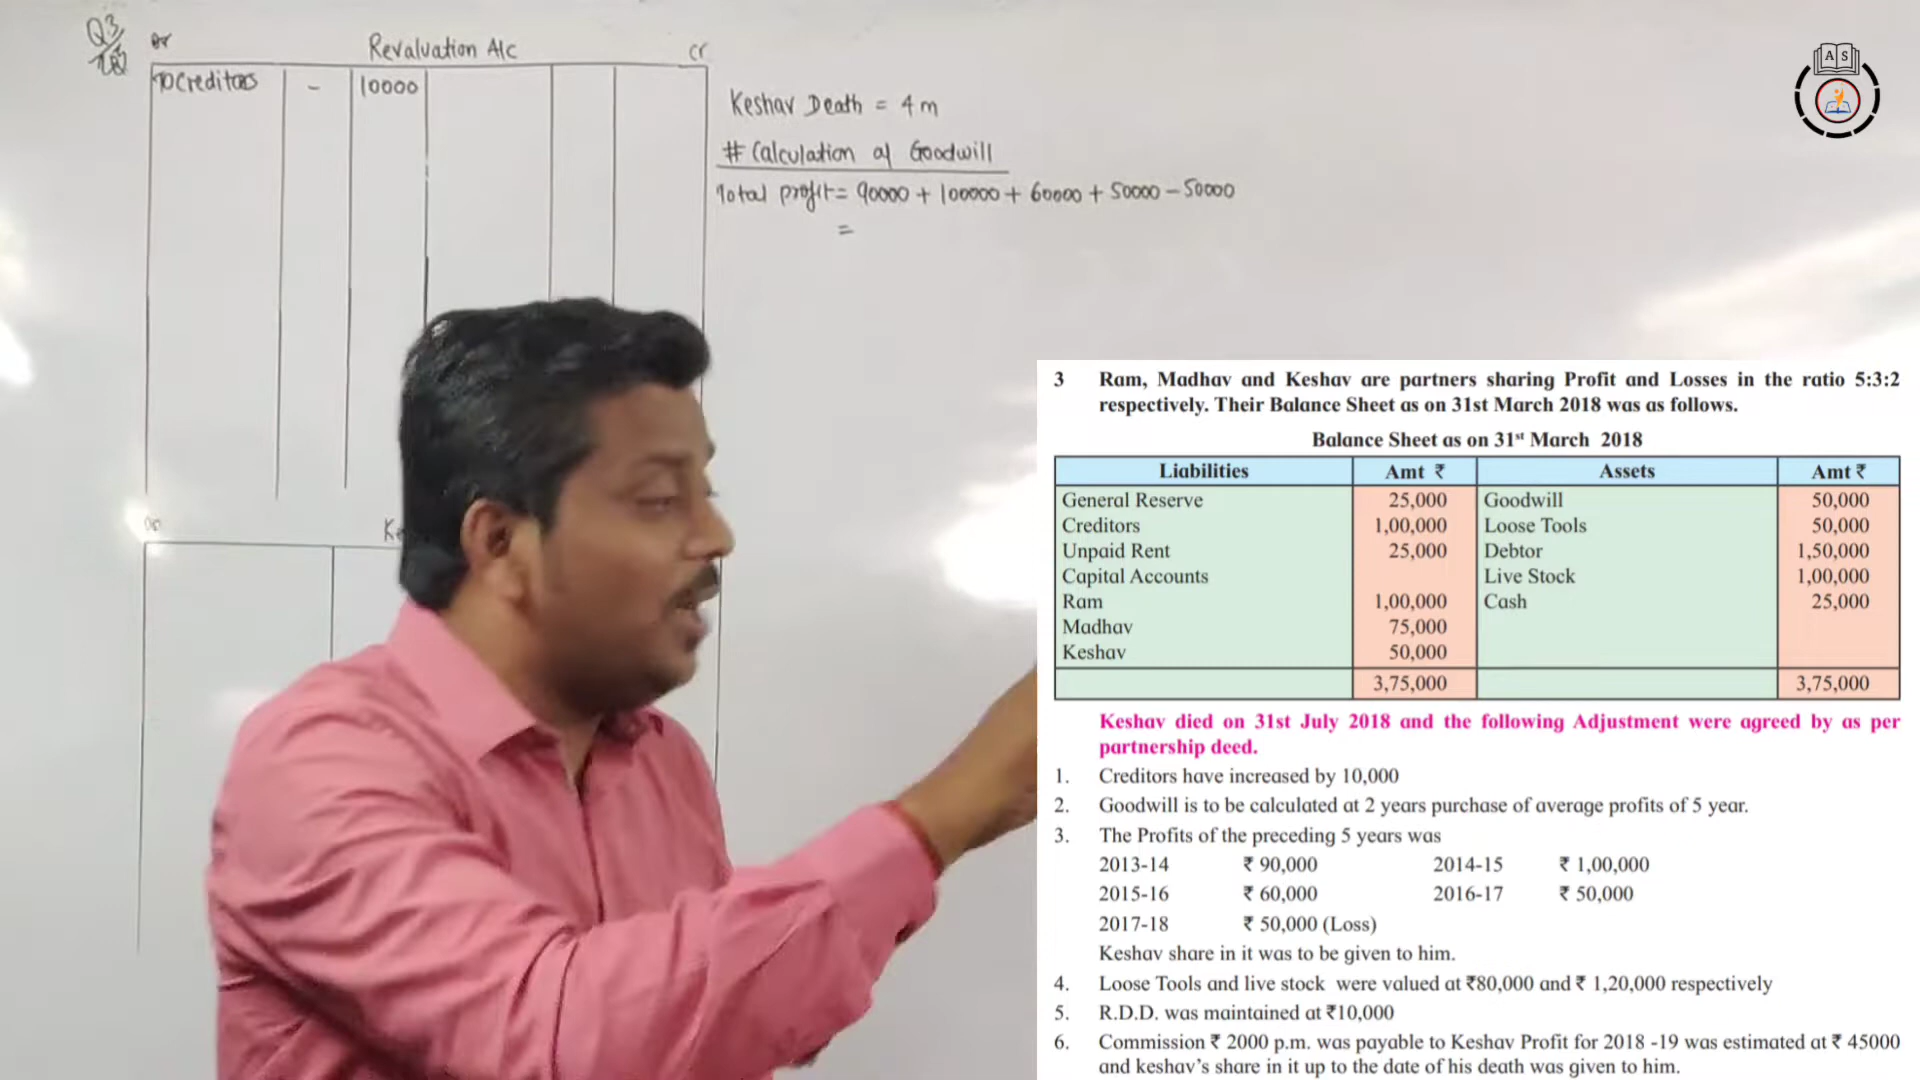 Q3
Dr Revaluation A/c Cr
To Creditors - 10000
Keshav Death = 4 m
# Calculation of Goodwill
Total profit = 90000 + 100000 + 60000 + 50000 - 50000
=
Dr
A S
3 Ram, Madhav and Keshav are partners sharing Profit and Losses in the ratio 5:3:2
respectively. Their Balance Sheet as on 31st March 2018 was as follows.
Balance Sheet as on 31st March 2018
Liabilities Amt ₹ Assets Amt ₹
General Reserve 25,000 Goodwill 50,000
Creditors 1,00,000 Loose Tools 50,000
Unpaid Rent 25,000 Debtor 1,50,000
Capital Accounts Live Stock 1,00,000
Ram 1,00,000 Cash 25,000
Madhav 75,000
Keshav 50,000
3,75,000 3,75,000
Keshav died on 31st July 2018 and the following Adjustment were agreed by as per
partnership deed.
1. Creditors have increased by 10,000
2. Goodwill is to be calculated at 2 years purchase of average profits of 5 year.
3. The Profits of the preceding 5 years was
2013-14 ₹ 90,000 2014-15 ₹ 1,00,000
2015-16 ₹ 60,000 2016-17 ₹ 50,000
2017-18 ₹ 50,000 (Loss)
Keshav share in it was to be given to him.
4. Loose Tools and live stock were valued at ₹80,000 and ₹ 1,20,000 respectively
5. R.D.D. was maintained at ₹10,000
6. Commission ₹ 2000 p.m. was payable to Keshav Profit for 2018 -19 was estimated at ₹ 45000
and keshav's share in it up to the date of his death was given to him.